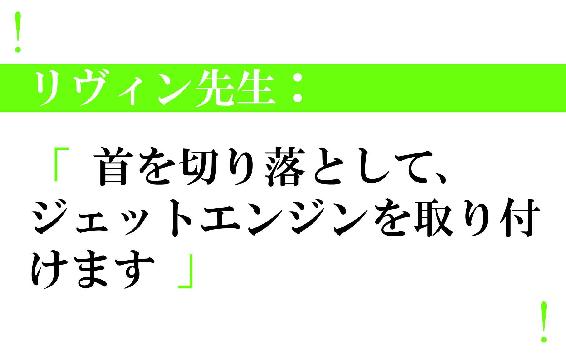 !
リヴィン先生：
「 首を切り落として、
ジェットエンジンを取り付
けます 」
!